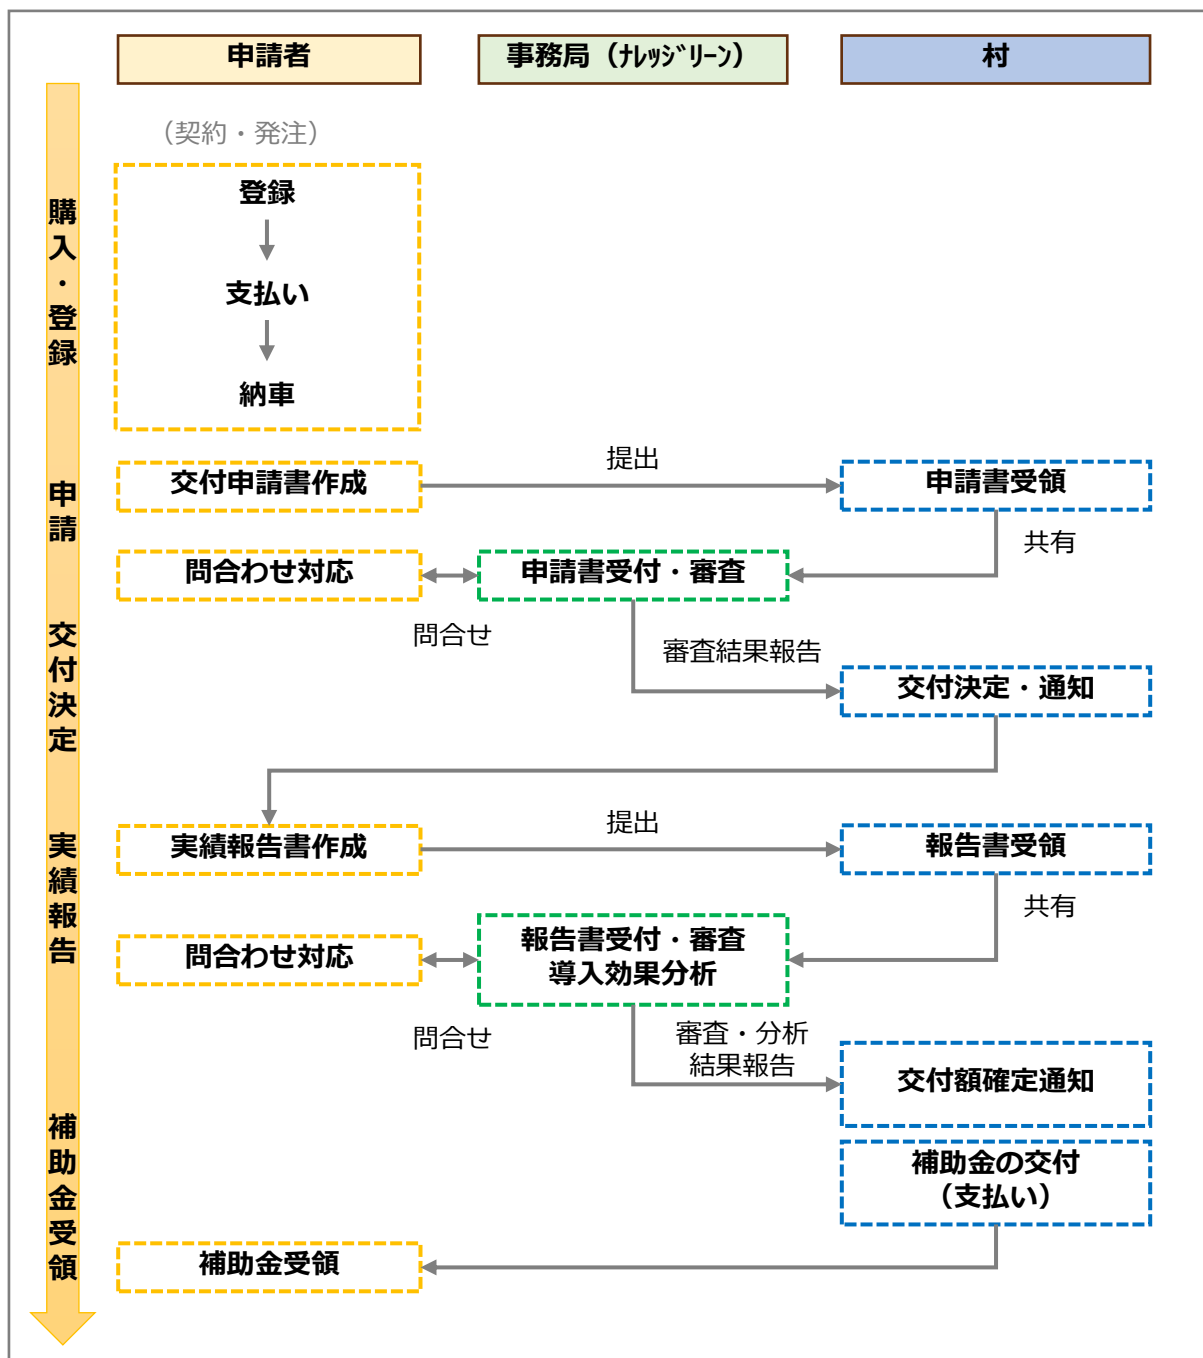 申請者
事務局（ﾅﾚｯｼﾞﾘｰﾝ）
村
（契約・発注）
購入・登録
登録
支払い
納車
申請
交付申請書作成
提出
申請書受領
共有
問合わせ対応
申請書受付・審査
問合せ
審査結果報告
交付決定
交付決定・通知
実績報告
実績報告書作成
提出
報告書受領
共有
問合わせ対応
報告書受付・審査
導入効果分析
問合せ
審査・分析
結果報告
交付額確定通知
補助金受領
補助金の交付
（支払い）
補助金受領